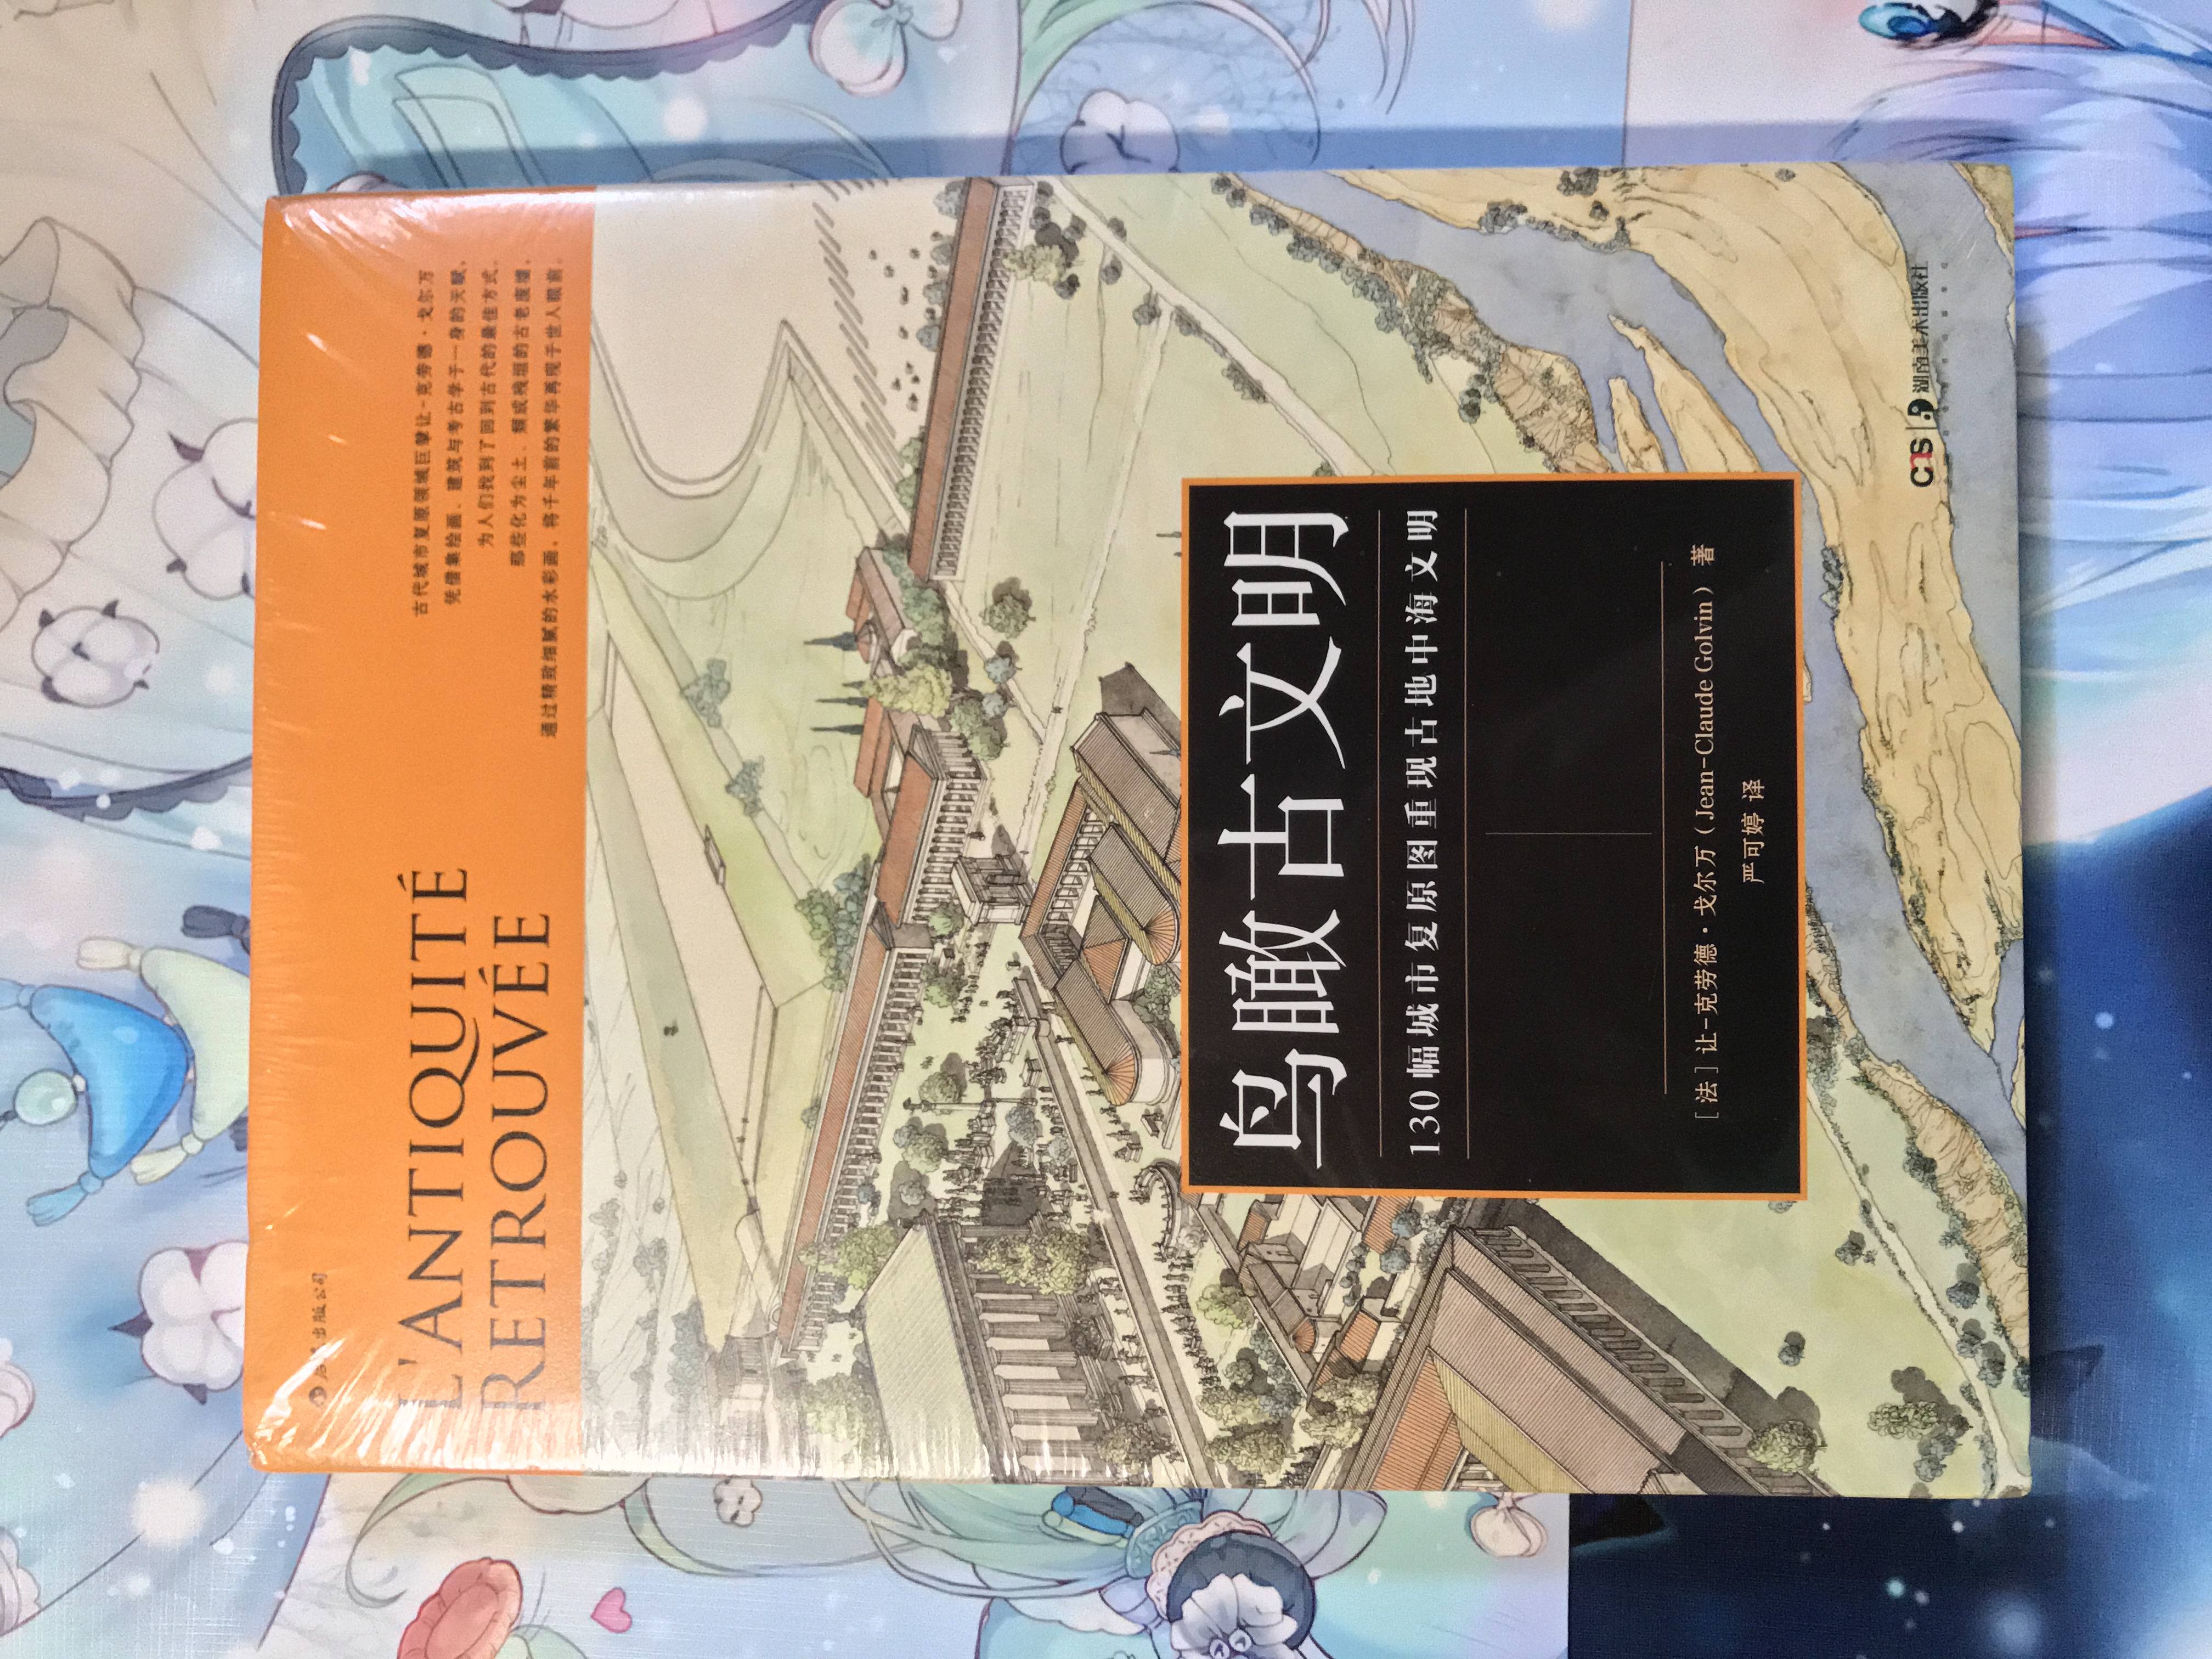 后浪出版公司
L'ANTIQUITÉ
RETROUVÉE
古代城市复原领域巨擘让-克劳德·戈尔万
凭借集绘画、建筑与考古学于一身的天赋，
为人们找到了回到古代的最佳方式。
那些化为尘土、颓成残垣的古老废墟，
通过精致细腻的水彩画，将千年前的繁华再现于世人眼前。
鸟瞰古文明
130幅城市复原图重现古地中海文明
［法］让-克劳德·戈尔万（Jean-Claude Golvin）著
严可婷 译
CNS 湖南美术出版社